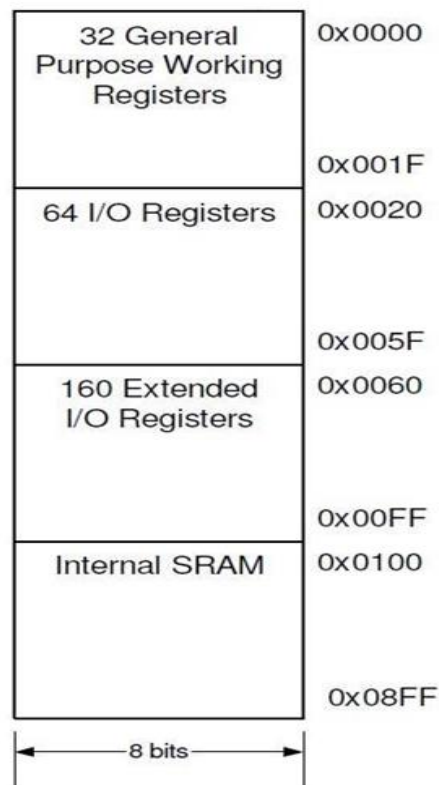 32 General
Purpose Working
Registers
0x0000
0x001F
64 I/O Registers
0x0020
0x005F
160 Extended
I/O Registers
0x0060
0x00FF
Internal SRAM
0x0100
0x08FF
8 bits